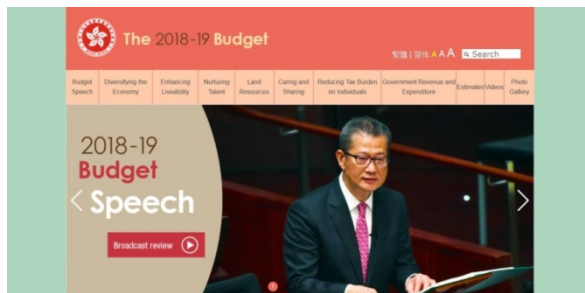 The 2018-19 Budget
繁體 | 简体 A A A Search
Budget Speech
Diversifying the Economy
Enhancing Liveability
Nurturing Talent
Land Resources
Caring and Sharing
Reducing Tax Burden on Individuals
Government Revenue and Expenditure
Estimates
Videos
Photo Gallery
2018-19
Budget
Speech
Broadcast review
1